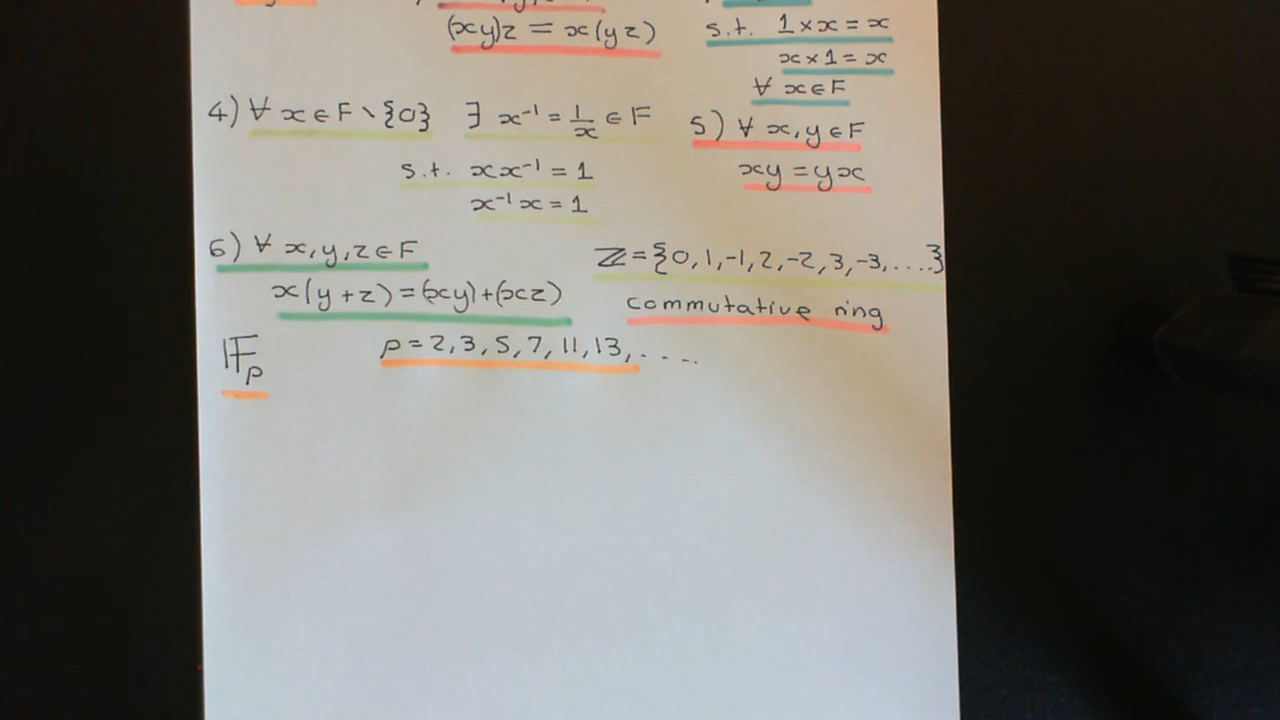 (xy)z = x(yz)
s.t. 1 × x = x
x × 1 = x
∀ x ∈ F
4) ∀ x ∈ F \ {0} ∃ x⁻¹ = 1/x ∈ F
s.t. xx⁻¹ = 1
x⁻¹x = 1
5) ∀ x, y ∈ F
xy = yx
6) ∀ x, y, z ∈ F
x(y + z) = (xy) + (xz)
ℤ = {0, 1, -1, 2, -2, 3, -3, ....}
commutative ring
𝔽ₚ p = 2, 3, 5, 7, 11, 13, ....